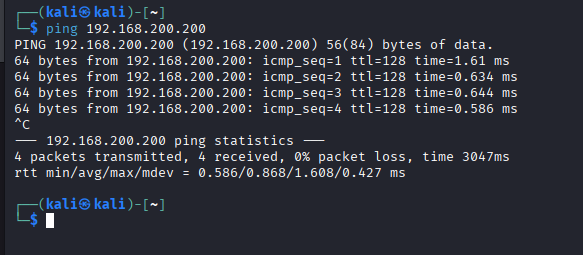 ┌──(kali㉿kali)-[~]
└─$ ping 192.168.200.200
PING 192.168.200.200 (192.168.200.200) 56(84) bytes of data.
64 bytes from 192.168.200.200: icmp_seq=1 ttl=128 time=1.61 ms
64 bytes from 192.168.200.200: icmp_seq=2 ttl=128 time=0.634 ms
64 bytes from 192.168.200.200: icmp_seq=3 ttl=128 time=0.644 ms
64 bytes from 192.168.200.200: icmp_seq=4 ttl=128 time=0.586 ms
^C
--- 192.168.200.200 ping statistics ---
4 packets transmitted, 4 received, 0% packet loss, time 3047ms
rtt min/avg/max/mdev = 0.586/0.868/1.608/0.427 ms
┌──(kali㉿kali)-[~]
└─$